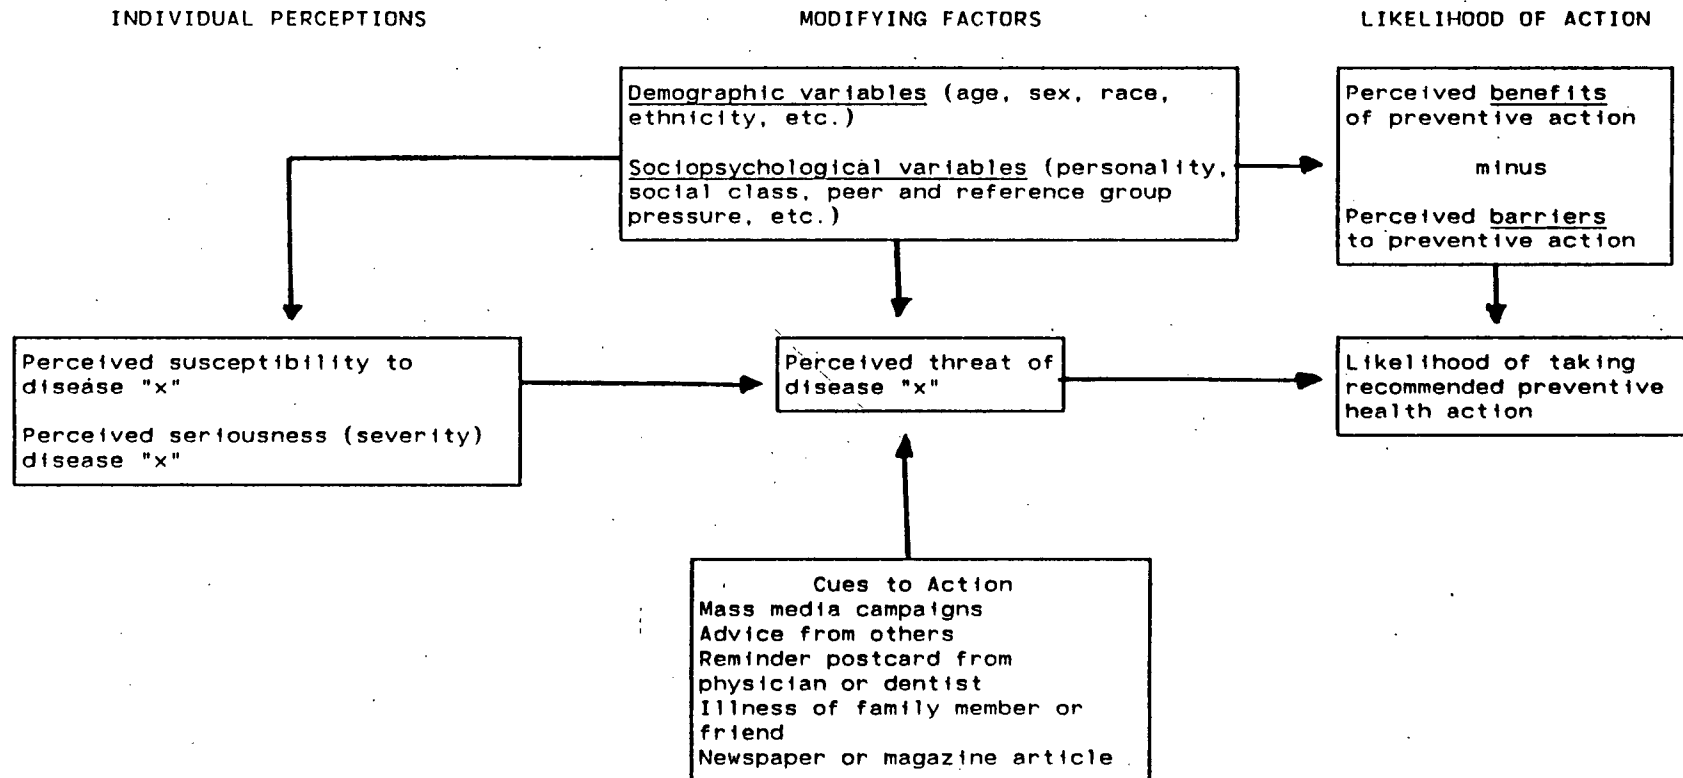 INDIVIDUAL PERCEPTIONS
MODIFYING FACTORS
LIKELIHOOD OF ACTION
Demographic variables (age, sex, race,
ethnicity, etc.)
Sociopsychological variables (personality,
social class, peer and reference group
pressure, etc.)
Perceived benefits
of preventive action
minus
Perceived barriers
to preventive action
Perceived susceptibility to
disease "x"
Perceived seriousness (severity)
disease "x"
Perceived threat of
disease "x"
Likelihood of taking
recommended preventive
health action
Cues to Action
Mass media campaigns
Advice from others
Reminder postcard from
physician or dentist
Illness of family member or
friend
Newspaper or magazine article